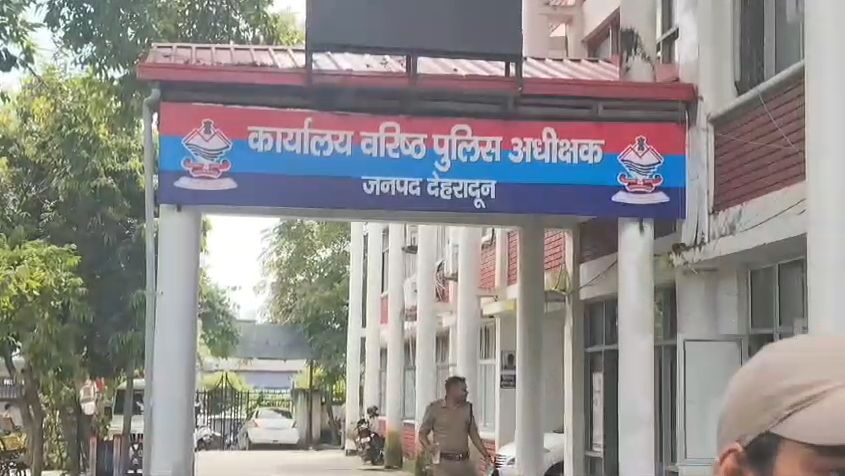 कार्यालय वरिष्ठ पुलिस अधीक्षक
जनपद देहरादून